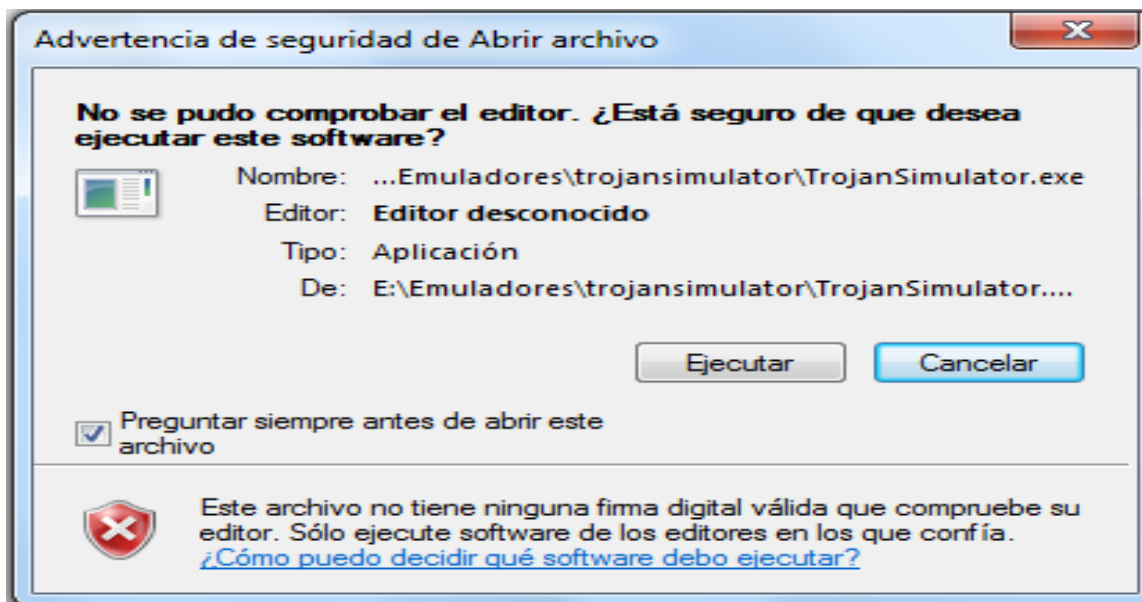 Advertencia de seguridad de Abrir archivo
No se pudo comprobar el editor. ¿Está seguro de que desea
ejecutar este software?
Nombre: ...Emuladores\trojansimulator\TrojanSimulator.exe
Editor: Editor desconocido
Tipo: Aplicación
De: E:\Emuladores\trojansimulator\TrojanSimulator....
Ejecutar Cancelar
Preguntar siempre antes de abrir este
archivo
Este archivo no tiene ninguna firma digital válida que compruebe su
editor. Sólo ejecute software de los editores en los que confía.
¿Cómo puedo decidir qué software debo ejecutar?